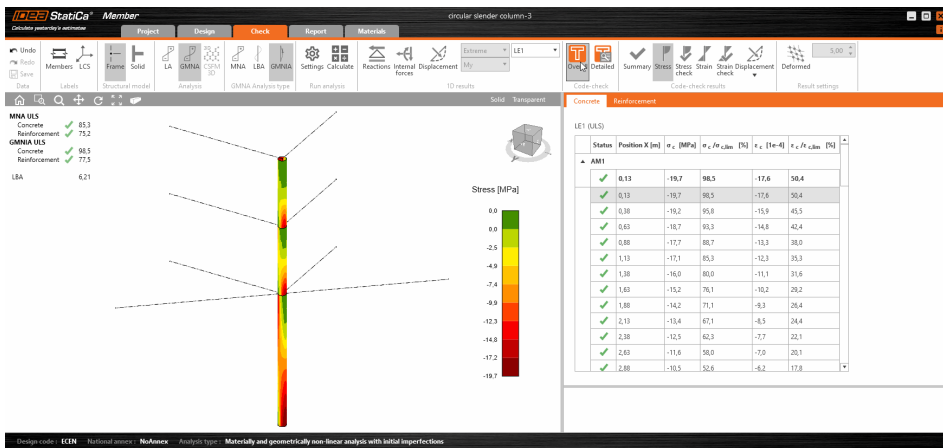 IDEA StatiCa® Member
Calculate yesterday's estimates
circular slender column-3
Project Design Check Report Materials
Undo
Redo
Save
Members LCS
Frame Solid
LA GMNA CSFM 3D
MNA LBA GMNIA
Settings Calculate
Reactions Internal forces Displacement
Extreme LE1
My
Overall Detailed
Summary Stress Stress check Strain Strain check Displacement
Deformed
5,00
Data Labels Structural model Analysis GMNA Analysis type Run analysis 1D results Code-check Code-check results Result settings
Solid Transparent
Concrete Reinforcement
MNA ULS
Concrete 85,3
Reinforcement 75,2
GMNIA ULS
Concrete 98,5
Reinforcement 77,5
LBA 6,21
Stress [MPa]
0,0
0,0
-2,5
-4,9
-7,4
-9,9
-12,3
-14,8
-17,2
-19,7
LE1 (ULS)
Status Position X [m] σ c [MPa] σ c /σ c,lim [%] ε c [1e-4] ε c /ε c,lim [%]
AM1
0,13 -19,7 98,5 -17,6 50,4
0,13 -19,7 98,5 -17,6 50,4
0,38 -19,2 95,8 -15,9 45,5
0,63 -18,7 93,3 -14,8 42,4
0,88 -17,7 88,7 -13,3 38,0
1,13 -17,1 85,3 -12,3 35,3
1,38 -16,0 80,0 -11,1 31,6
1,63 -15,2 76,1 -10,2 29,2
1,88 -14,2 71,1 -9,3 26,4
2,13 -13,4 67,1 -8,5 24,4
2,38 -12,5 62,3 -7,7 22,1
2,63 -11,6 58,0 -7,0 20,1
2,88 -10,5 52,6 -6,2 17,8
Design code : ECEN National annex : NoAnnex Analysis type : Materially and geometrically non-linear analysis with initial imperfections